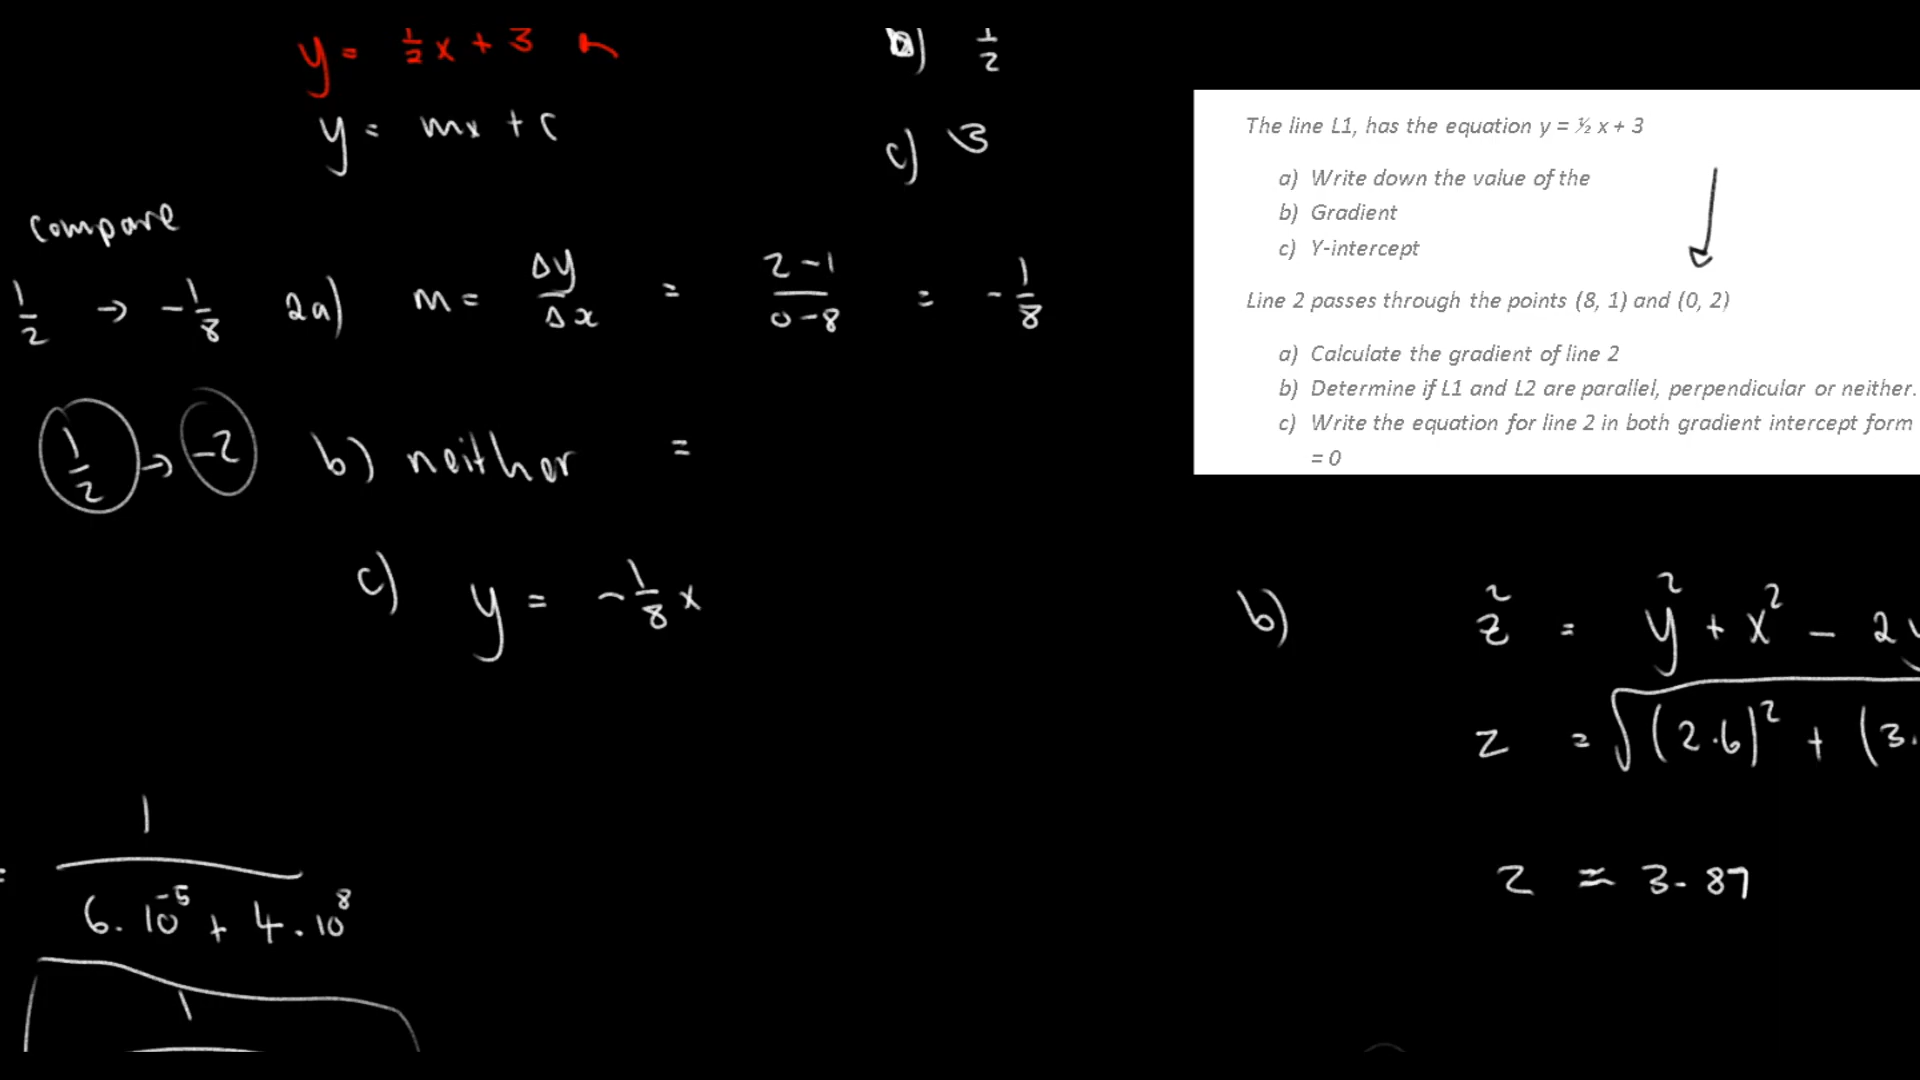 y = ½x + 3
y = mx + c
b) ½
c) 3
compare
½ → -⅛
2a) m = Δy/Δx = (2-1)/(0-8) = -⅛
½ → -2
b) neither =
c) y = -⅛x
The line L1, has the equation y = ½ x + 3
a) Write down the value of the
b) Gradient
c) Y-intercept
Line 2 passes through the points (8, 1) and (0, 2)
a) Calculate the gradient of line 2
b) Determine if L1 and L2 are parallel, perpendicular or neither.
c) Write the equation for line 2 in both gradient intercept form
= 0
b) z² = y² + x² - 2y
z = √(2.6)² + (3.
z ≈ 3.87
= 1/(6.10⁻⁵ + 4.10⁸)
1